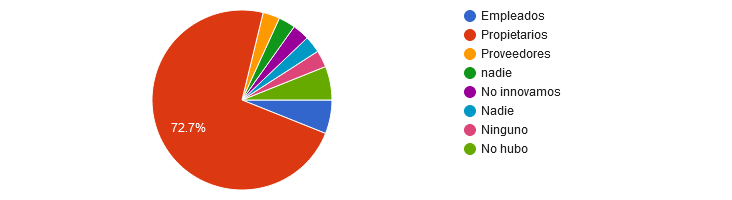 Empleados
Propietarios
Proveedores
nadie
No innovamos
Nadie
Ninguno
No hubo
72.7%